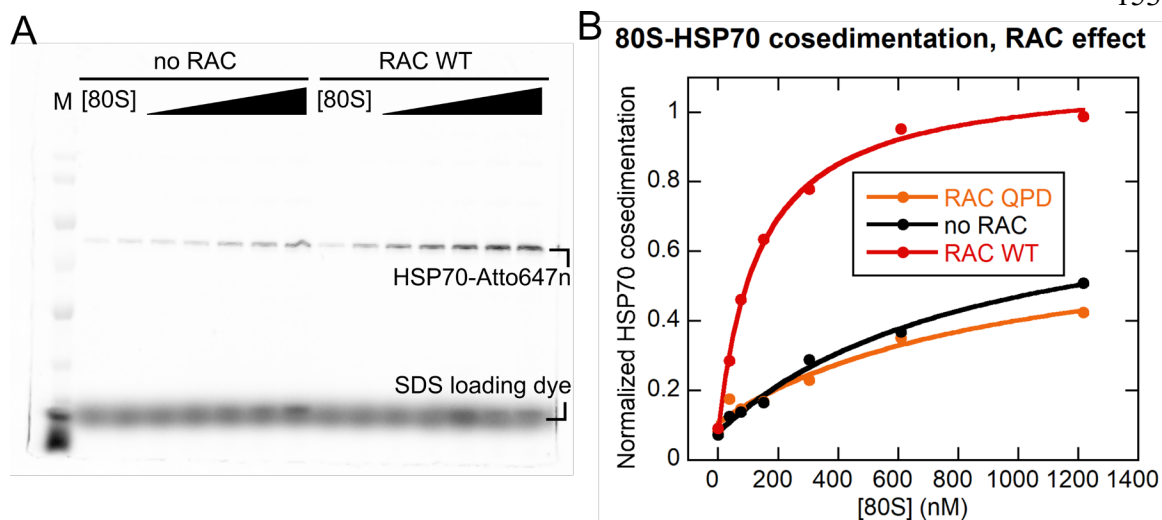 A
no RAC
RAC WT
M [80S]
[80S]
HSP70-Atto647n
SDS loading dye
B
80S-HSP70 cosedimentation, RAC effect
Normalized HSP70 cosedimentation
1
0.8
0.6
0.4
0.2
0
RAC QPD
no RAC
RAC WT
0 200 400 600 800 1000 1200 1400
[80S] (nM)